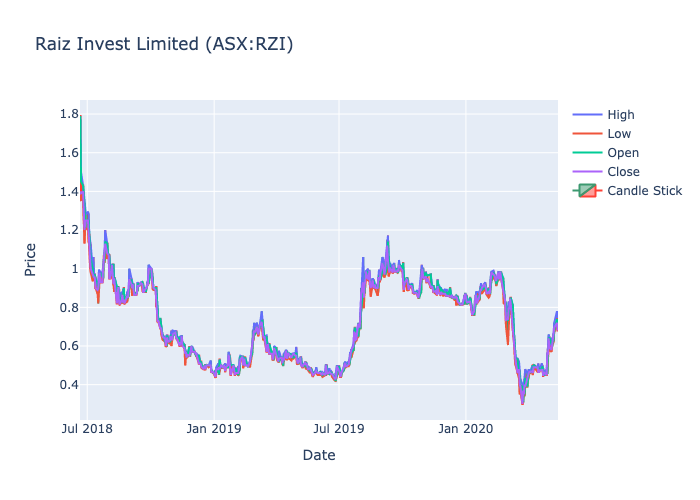 Raiz Invest Limited (ASX:RZI)
1.8
1.6
1.4
1.2
1
0.8
0.6
0.4
Price
Jul 2018
Jan 2019
Jul 2019
Jan 2020
Date
High
Low
Open
Close
Candle Stick